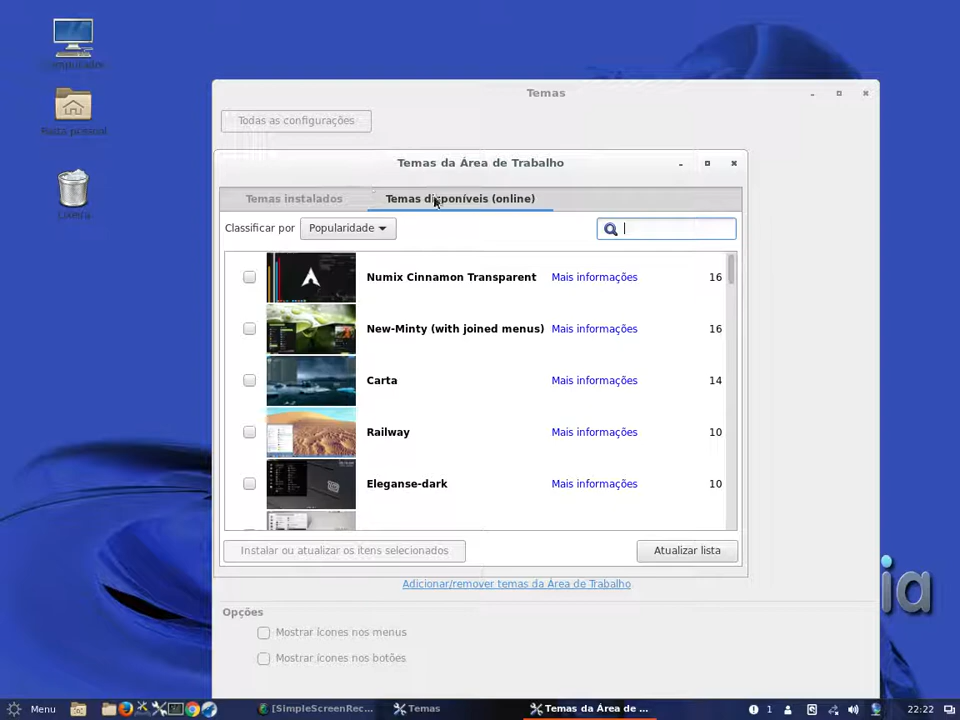 Computador
Pasta pessoal
Lixeira
Temas
Todas as configurações
Temas da Área de Trabalho
Temas instalados
Temas disponíveis (online)
Classificar por
Popularidade
Numix Cinnamon Transparent Mais informações 16
New-Minty (with joined menus) Mais informações 16
Carta Mais informações 14
Railway Mais informações 10
Eleganse-dark Mais informações 10
Instalar ou atualizar os itens selecionados
Atualizar lista
Adicionar/remover temas da Área de Trabalho
ia
Opções
Mostrar ícones nos menus
Mostrar ícones nos botões
Menu
[SimpleScreenRec...
Temas
Temas da Área de ...
1
22:22